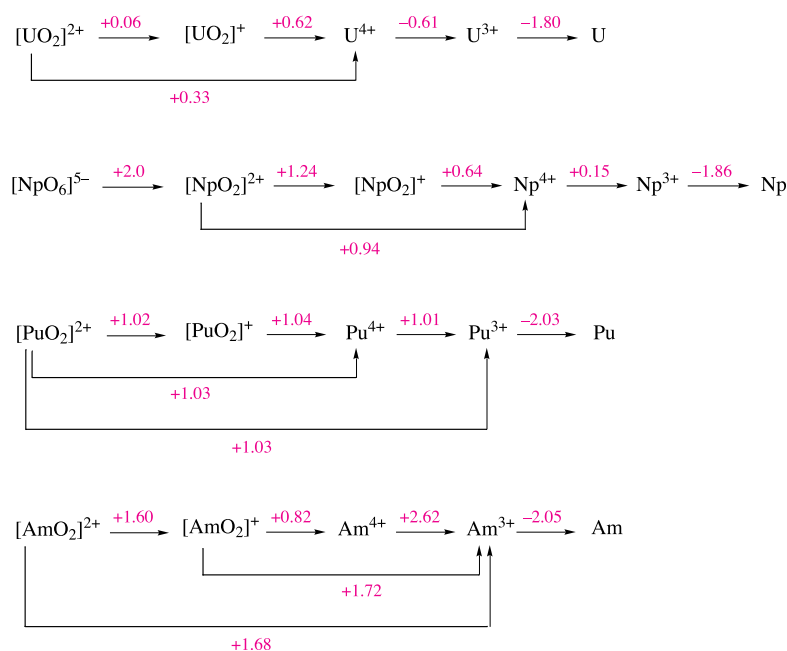 +0.06 +0.62 −0.61 −1.80
[UO₂]²⁺ [UO₂]⁺ U⁴⁺ U³⁺ U
+0.33
+2.0 +1.24 +0.64 +0.15 −1.86
[NpO₆]⁵⁻ [NpO₂]²⁺ [NpO₂]⁺ Np⁴⁺ Np³⁺ Np
+0.94
+1.02 +1.04 +1.01 −2.03
[PuO₂]²⁺ [PuO₂]⁺ Pu⁴⁺ Pu³⁺ Pu
+1.03
+1.03
+1.60 +0.82 +2.62 −2.05
[AmO₂]²⁺ [AmO₂]⁺ Am⁴⁺ Am³⁺ Am
+1.72
+1.68